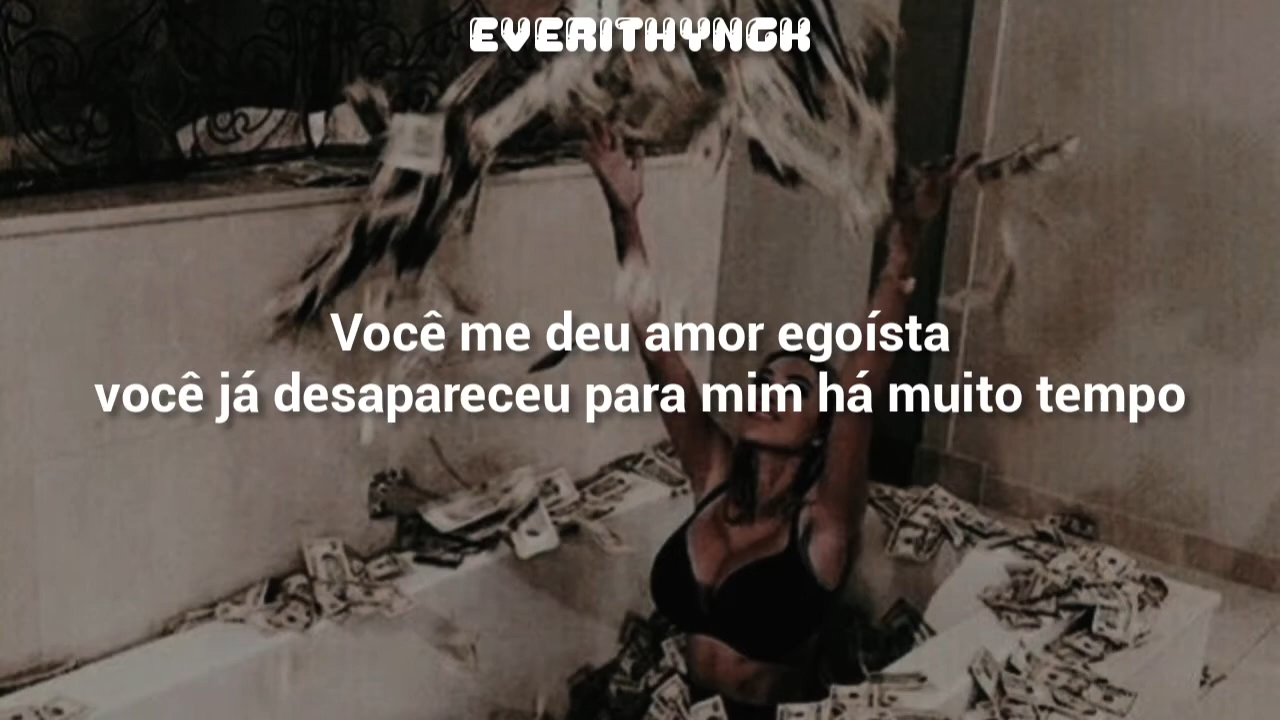 EVERITHYNGK
Você me deu amor egoísta
você já desapareceu para mim há muito tempo